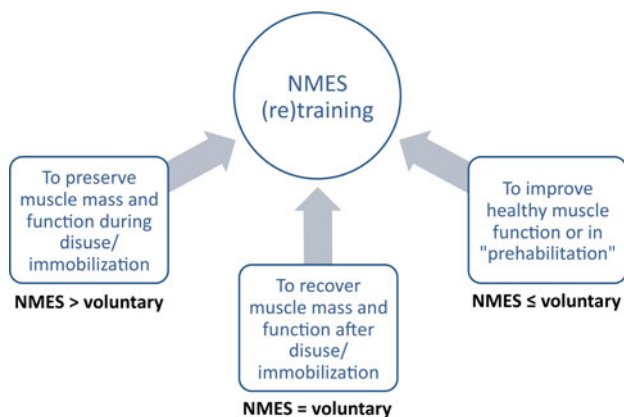 NMES
(re)training
To preserve
muscle mass and
function during
disuse/
immobilization
NMES > voluntary
To recover
muscle mass and
function after
disuse/
immobilization
NMES = voluntary
To improve
healthy muscle
function or in
"prehabilitation"
NMES ≤ voluntary